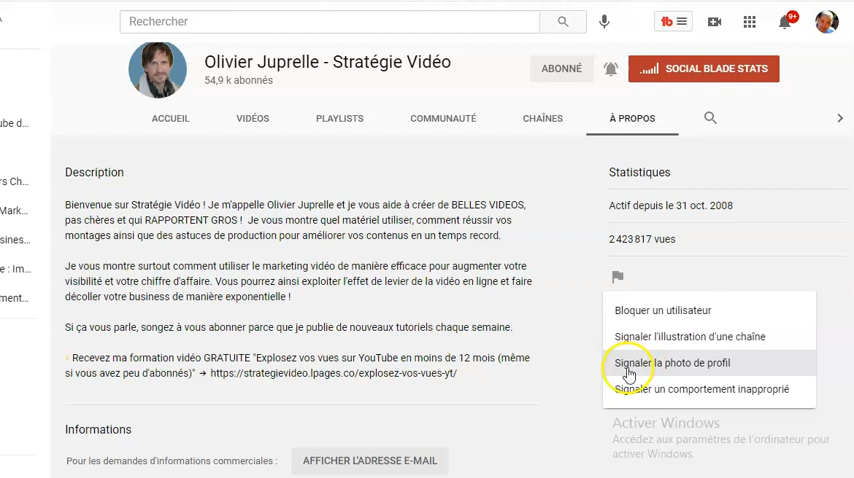 Rechercher
9+
Olivier Juprelle - Stratégie Vidéo
54,9 k abonnés
ABONNÉ
SOCIAL BLADE STATS
ACCUEIL VIDÉOS PLAYLISTS COMMUNAUTÉ CHAÎNES À PROPOS
ube d...
rs Ch...
Mark...
sines...
e : Im...
ment...
Description
Bienvenue sur Stratégie Vidéo ! Je m'appelle Olivier Juprelle et je vous aide à créer de BELLES VIDEOS,
pas chères et qui RAPPORTENT GROS ! Je vous montre quel matériel utiliser, comment réussir vos
montages ainsi que des astuces de production pour améliorer vos contenus en un temps record.
Je vous montre surtout comment utiliser le marketing vidéo de manière efficace pour augmenter votre
visibilité et votre chiffre d'affaire. Vous pourrez ainsi exploiter l'effet de levier de la vidéo en ligne et faire
décoller votre business de manière exponentielle !
Si ça vous parle, songez à vous abonner parce que je publie de nouveaux tutoriels chaque semaine.
Recevez ma formation vidéo GRATUITE "Explosez vos vues sur YouTube en moins de 12 mois (même
si vous avez peu d'abonnés)" → https://strategievideo.lpages.co/explosez-vos-vues-yt/
Informations
Pour les demandes d'informations commerciales : AFFICHER L'ADRESSE E-MAIL
Statistiques
Actif depuis le 31 oct. 2008
2 423 817 vues
Bloquer un utilisateur
Signaler l'illustration d'une chaîne
Signaler la photo de profil
Signaler un comportement inapproprié
Activer Windows
Accédez aux paramètres de l'ordinateur pour
activer Windows.